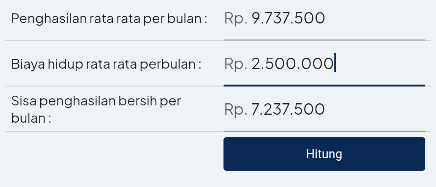 Penghasilan rata rata per bulan : Rp. 9.737.500
Biaya hidup rata rata perbulan : Rp. 2.500.000
Sisa penghasilan bersih per
bulan : Rp. 7.237.500
Hitung